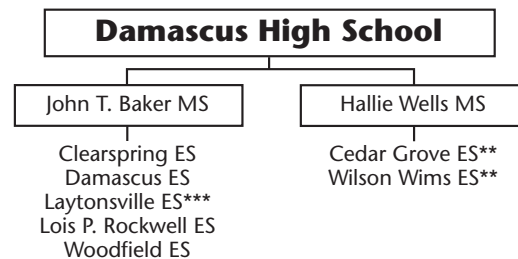 Damascus High School
John T. Baker MS
Clearspring ES
Damascus ES
Laytonsville ES***
Lois P. Rockwell ES
Woodfield ES
Hallie Wells MS
Cedar Grove ES**
Wilson Wims ES**